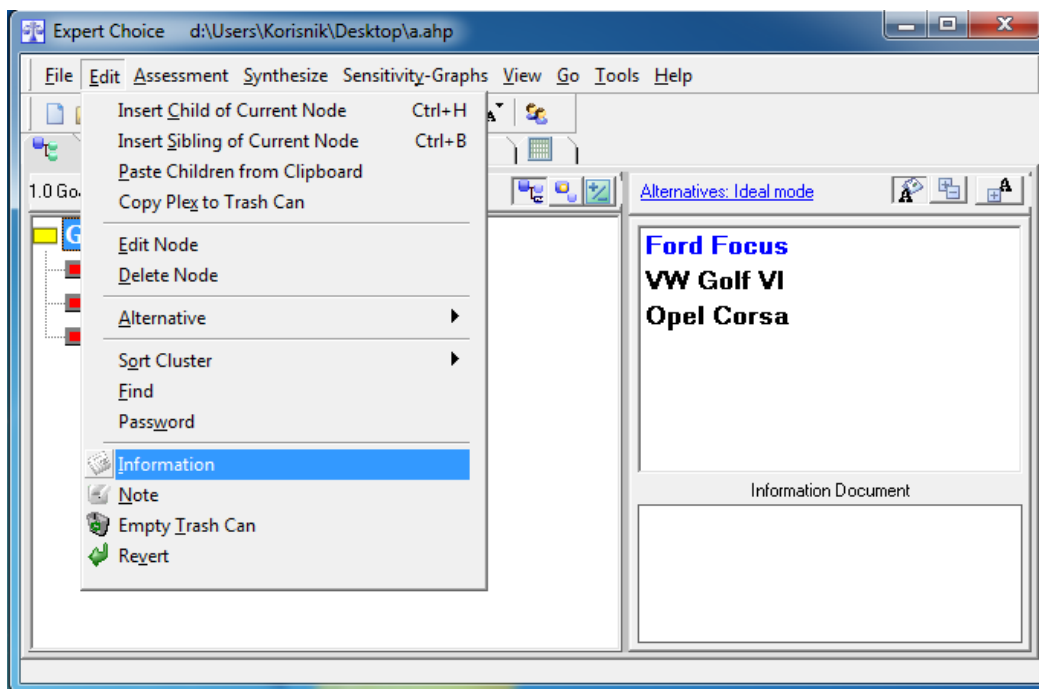 Expert Choice d:\Users\Korisnik\Desktop\a.ahp
File Edit Assessment Synthesize Sensitivity-Graphs View Go Tools Help
Insert Child of Current Node Ctrl+H
Insert Sibling of Current Node Ctrl+B
Paste Children from Clipboard
Copy Plex to Trash Can
Edit Node
Delete Node
Alternative
Sort Cluster
Find
Password
Information
Note
Empty Trash Can
Revert
1.0 Go
G
Alternatives: Ideal mode
Ford Focus
VW Golf VI
Opel Corsa
Information Document